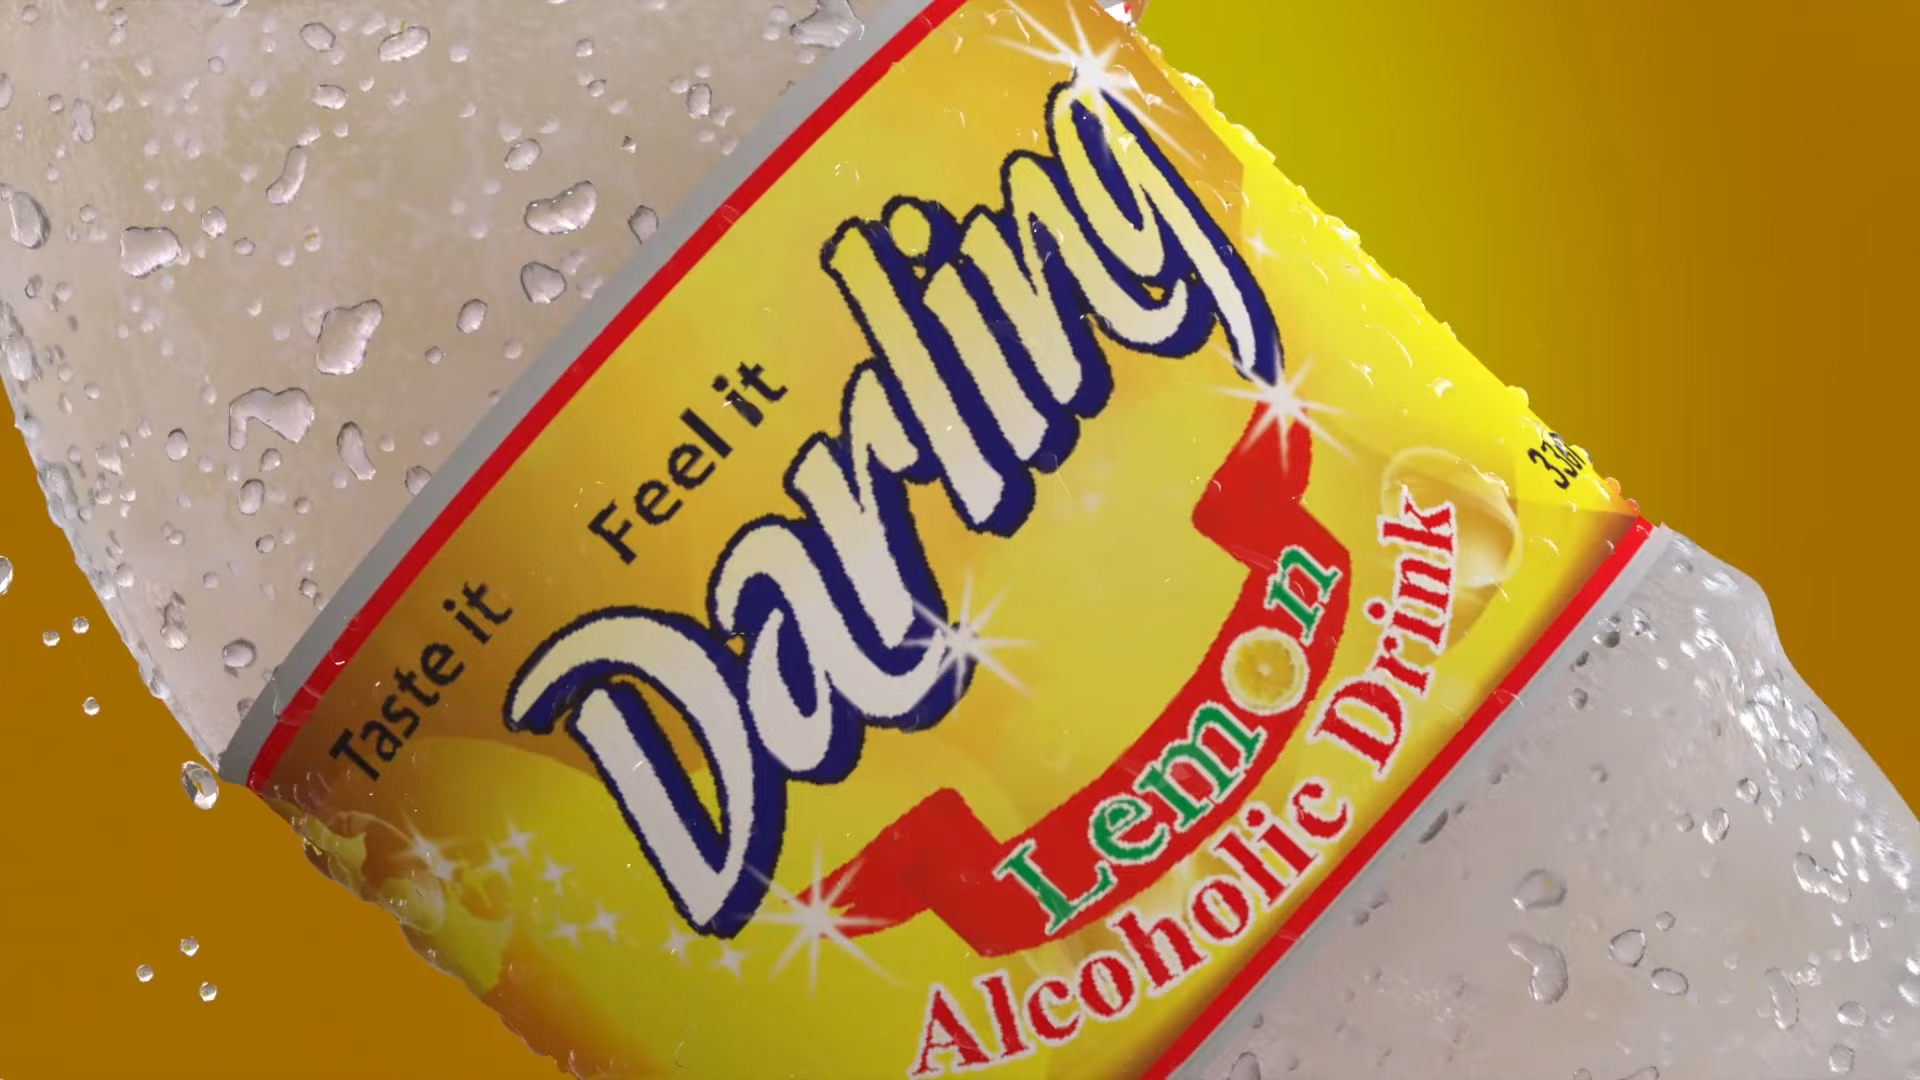 Taste it Feel it
Darling
Lemon
Alcoholic Drink